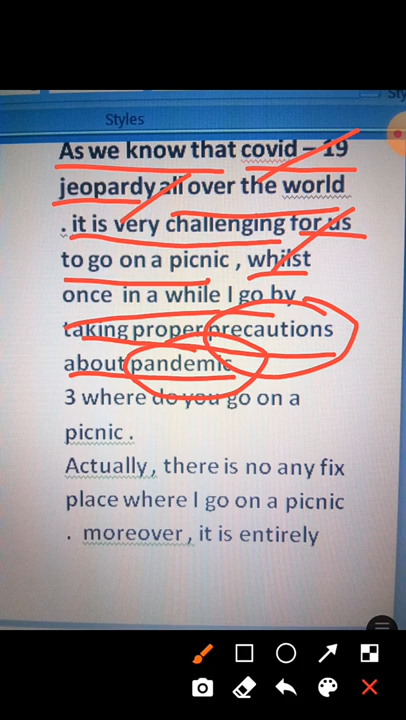 Sty
Styles
As we know that covid – 19
jeopardy all over the world
. it is very challenging for us
to go on a picnic , whilst
once in a while I go by
taking proper precautions
about pandemic
3 where do you go on a
picnic .
Actually , there is no any fix
place where I go on a picnic
. moreover , it is entirely